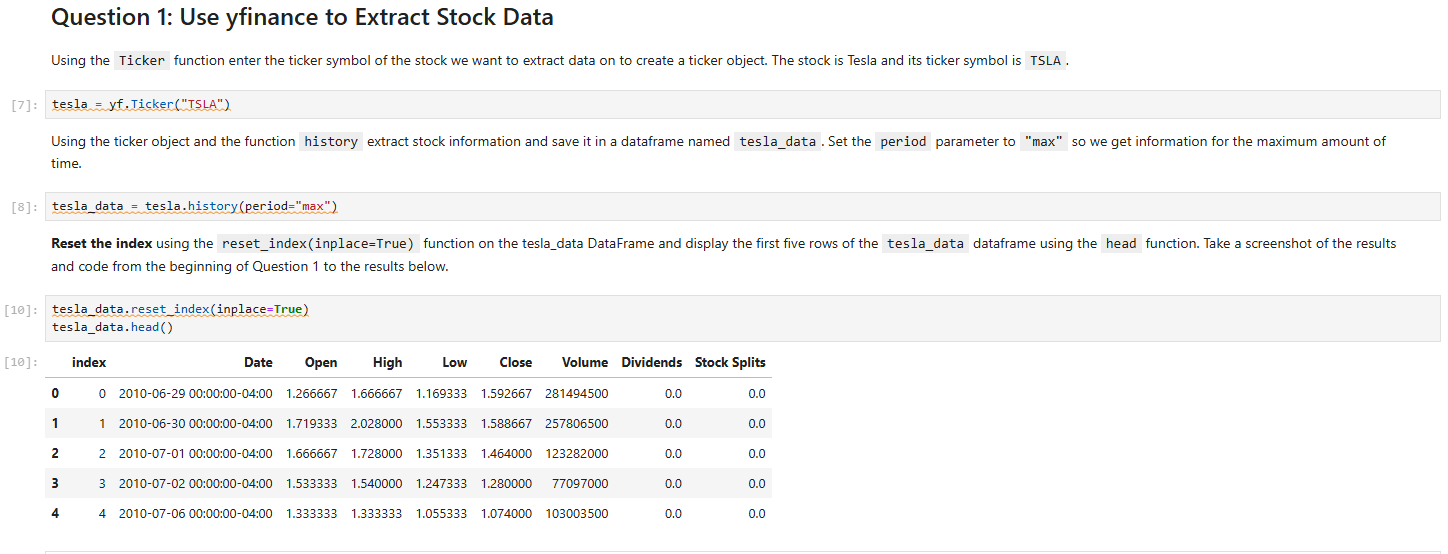 Question 1: Use yfinance to Extract Stock Data
Using the Ticker function enter the ticker symbol of the stock we want to extract data on to create a ticker object. The stock is Tesla and its ticker symbol is TSLA.
[7]: tesla = yf.Ticker("TSLA")
Using the ticker object and the function history extract stock information and save it in a dataframe named tesla_data. Set the period parameter to "max" so we get information for the maximum amount of
time.
[8]: tesla_data = tesla.history(period="max")
Reset the index using the reset_index(inplace=True) function on the tesla_data DataFrame and display the first five rows of the tesla_data dataframe using the head function. Take a screenshot of the results
and code from the beginning of Question 1 to the results below.
[10]: tesla_data.reset_index(inplace=True)
tesla_data.head()
[10]: index Date Open High Low Close Volume Dividends Stock Splits
0 0 2010-06-29 00:00:00-04:00 1.266667 1.666667 1.169333 1.592667 281494500 0.0 0.0
1 1 2010-06-30 00:00:00-04:00 1.719333 2.028000 1.553333 1.588667 257806500 0.0 0.0
2 2 2010-07-01 00:00:00-04:00 1.666667 1.728000 1.351333 1.464000 123282000 0.0 0.0
3 3 2010-07-02 00:00:00-04:00 1.533333 1.540000 1.247333 1.280000 77097000 0.0 0.0
4 4 2010-07-06 00:00:00-04:00 1.333333 1.333333 1.055333 1.074000 103003500 0.0 0.0